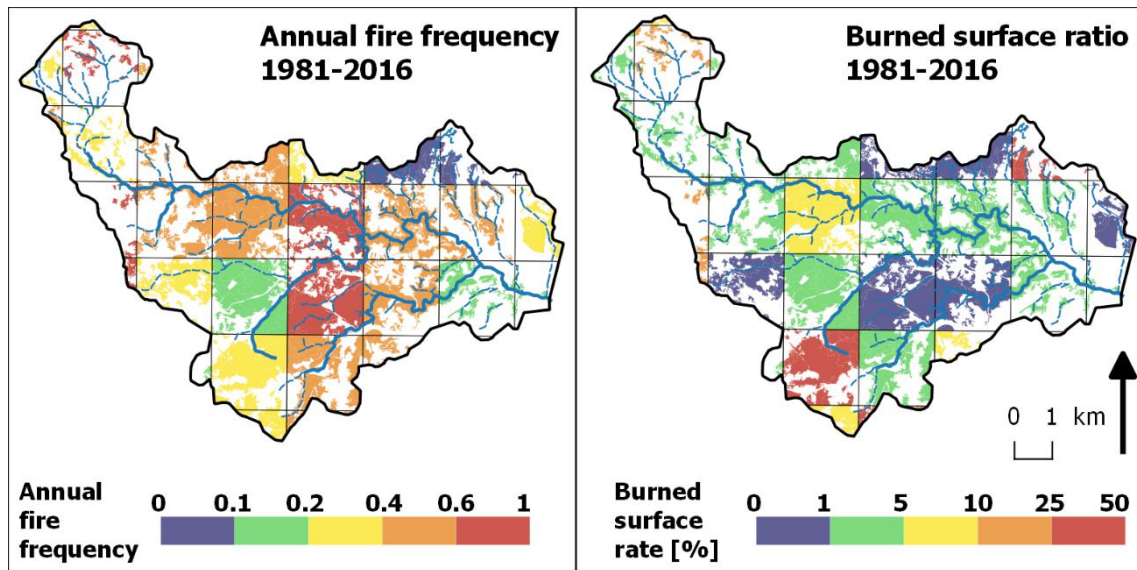 Annual fire frequency
1981-2016
Annual
fire
frequency
0 0.1 0.2 0.4 0.6 1
Burned surface ratio
1981-2016
0 1 km
Burned
surface
rate [%]
0 1 5 10 25 50